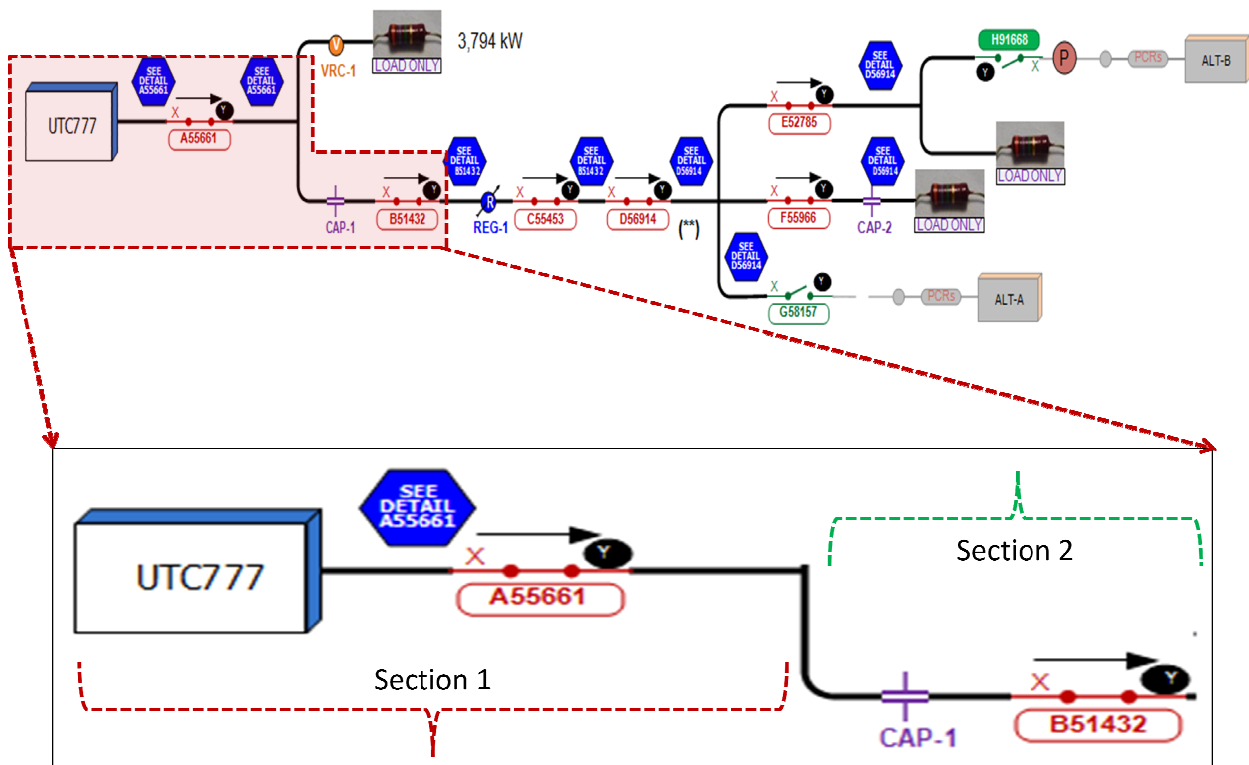 H91668
SEE
DETAIL
A55661
SEE
DETAIL
A55661
V
VRC-1
LOAD ONLY
3,794 kW
SEE
DETAIL
D56914
Y
X
P
PCRs
ALT-B
UTC777
X
Y
A55661
X
Y
E52785
LOAD ONLY
SEE
DETAIL
B51432
SEE
DETAIL
B51432
SEE
DETAIL
D56914
SEE
DETAIL
D56914
CAP-1
X
Y
B51432
R
REG-1
X
Y
C55453
X
Y
D56914
(**)
X
Y
F55966
CAP-2
LOAD ONLY
SEE
DETAIL
D56914
X
Y
G58157
PCRs
ALT-A
SEE
DETAIL
A55661
UTC777
X
Y
A55661
Section 2
Section 1
CAP-1
X
Y
B51432